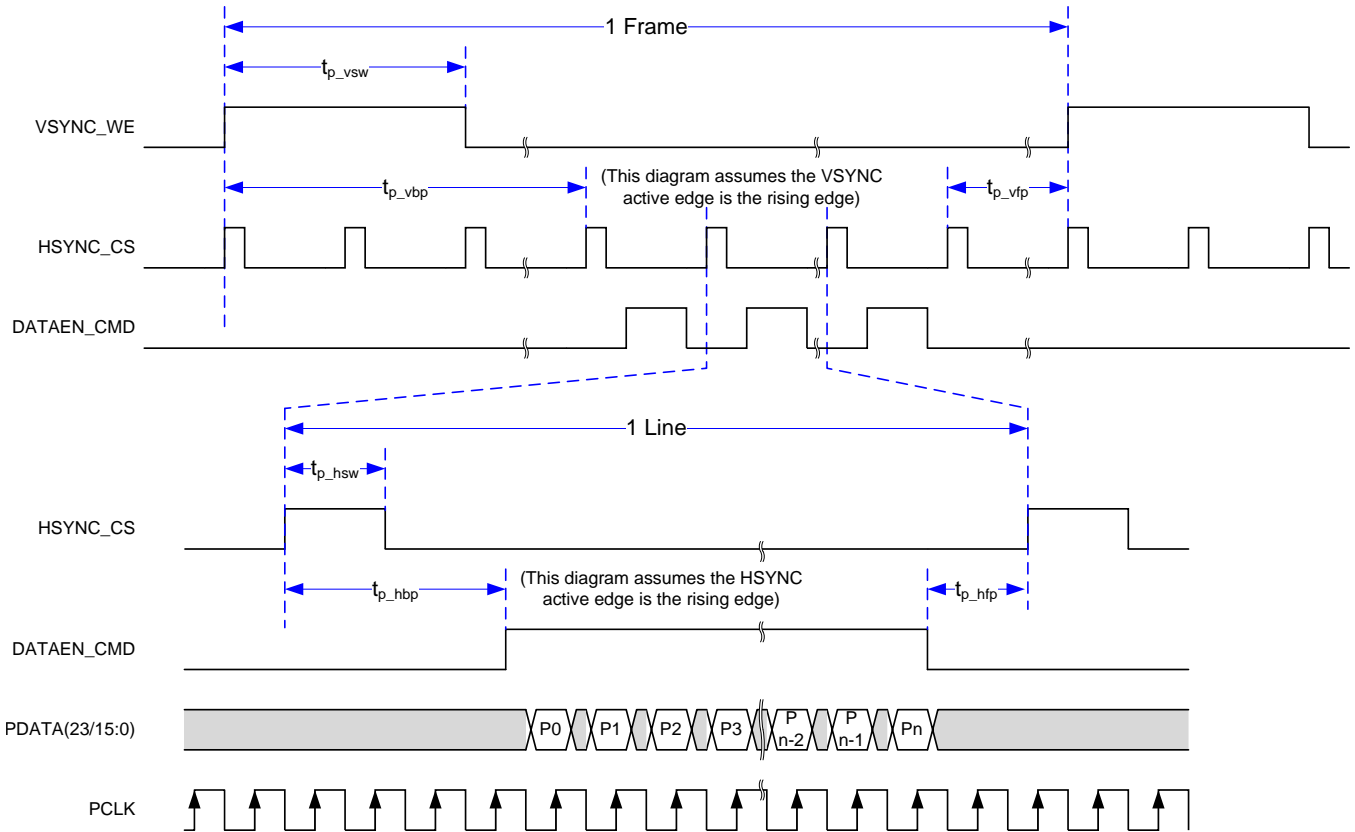 1 Frame
tp_vsw
VSYNC_WE
tp_vbp
(This diagram assumes the VSYNC
active edge is the rising edge)
tp_vfp
HSYNC_CS
DATAEN_CMD
1 Line
tp_hsw
HSYNC_CS
tp_hbp
(This diagram assumes the HSYNC
active edge is the rising edge)
tp_hfp
DATAEN_CMD
PDATA(23/15:0)
P0
P1
P2
P3
P
n-2
P
n-1
Pn
PCLK